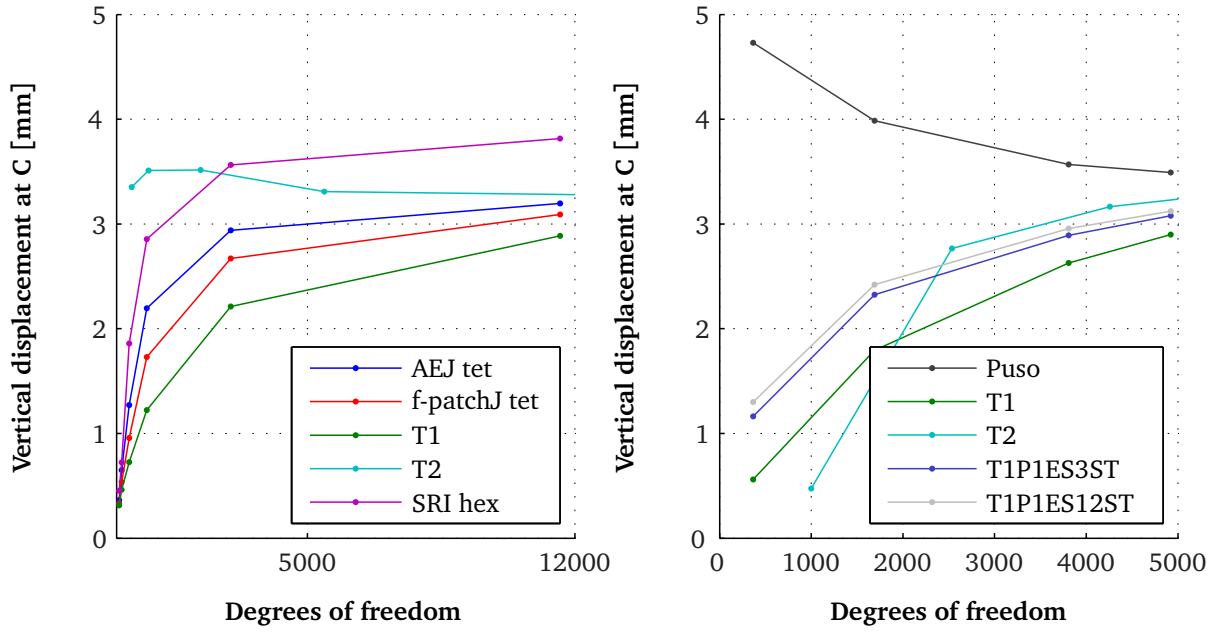 5
4
3
2
1
0
Vertical displacement at C [mm]
5000
12000
Degrees of freedom
AEJ tet
f-patchJ tet
T1
T2
SRI hex
5
4
3
2
1
0
Vertical displacement at C [mm]
0
1000
2000
3000
4000
5000
Degrees of freedom
Puso
T1
T2
T1P1ES3ST
T1P1ES12ST